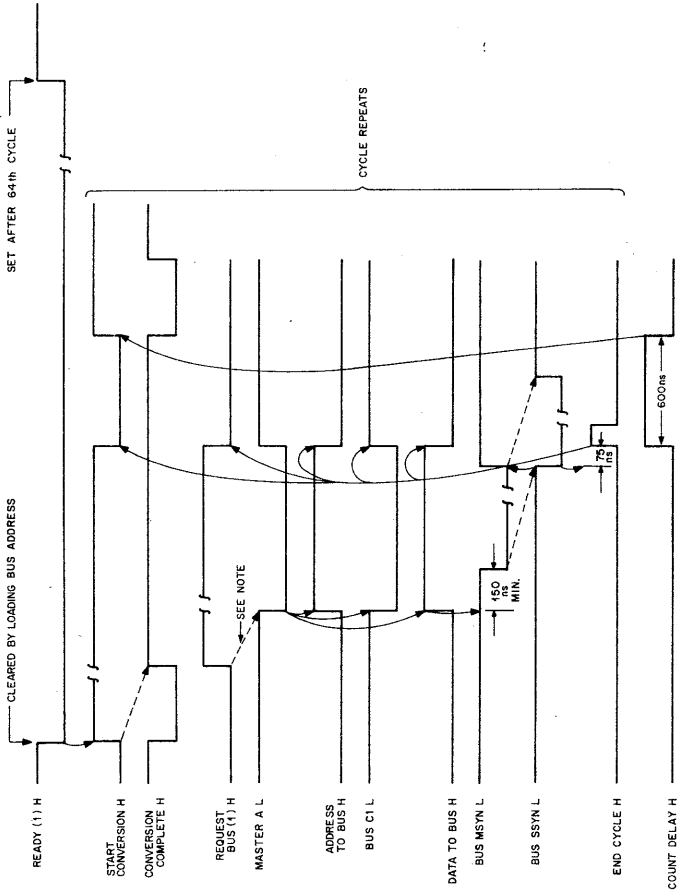 CLEARED BY LOADING BUS ADDRESS
SET AFTER 64th CYCLE
READY (1) H
START
CONVERSION H
CONVERSION
COMPLETE H
REQUEST
BUS (1) H
SEE NOTE
MASTER A L
ADDRESS
TO BUS H
BUS C1 L
CYCLE REPEATS
DATA TO BUS H
150
ns
MIN.
BUS MSYN L
BUS SSYN L
75
ns
END CYCLE H
600ns
COUNT DELAY H